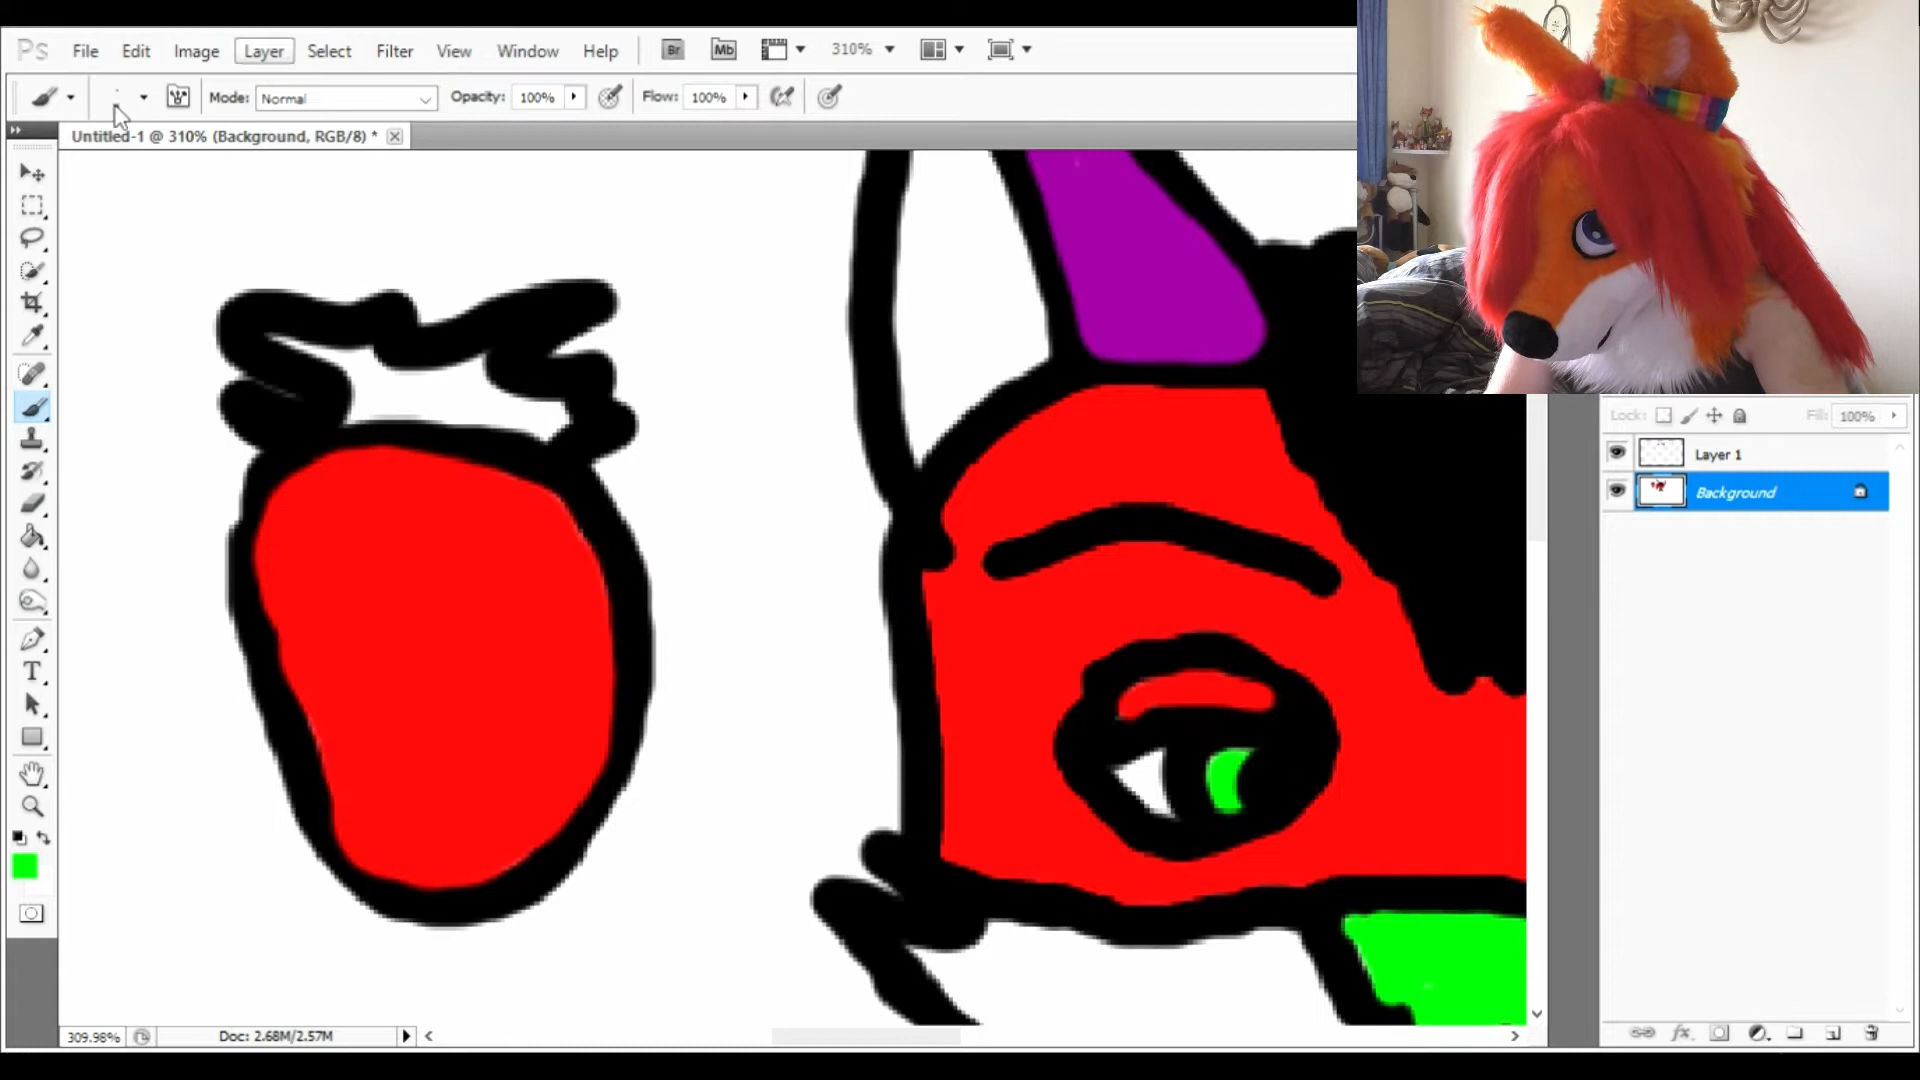 Ps File Edit Image Layer Select Filter View Window Help Br Mb 310%
Mode: Normal Opacity: 100% Flow: 100%
Untitled-1 @ 310% (Background, RGB/8) *
Lock: Fill: 100%
Layer 1
Background
T
309.98% Doc: 2.68M/2.57M
fx